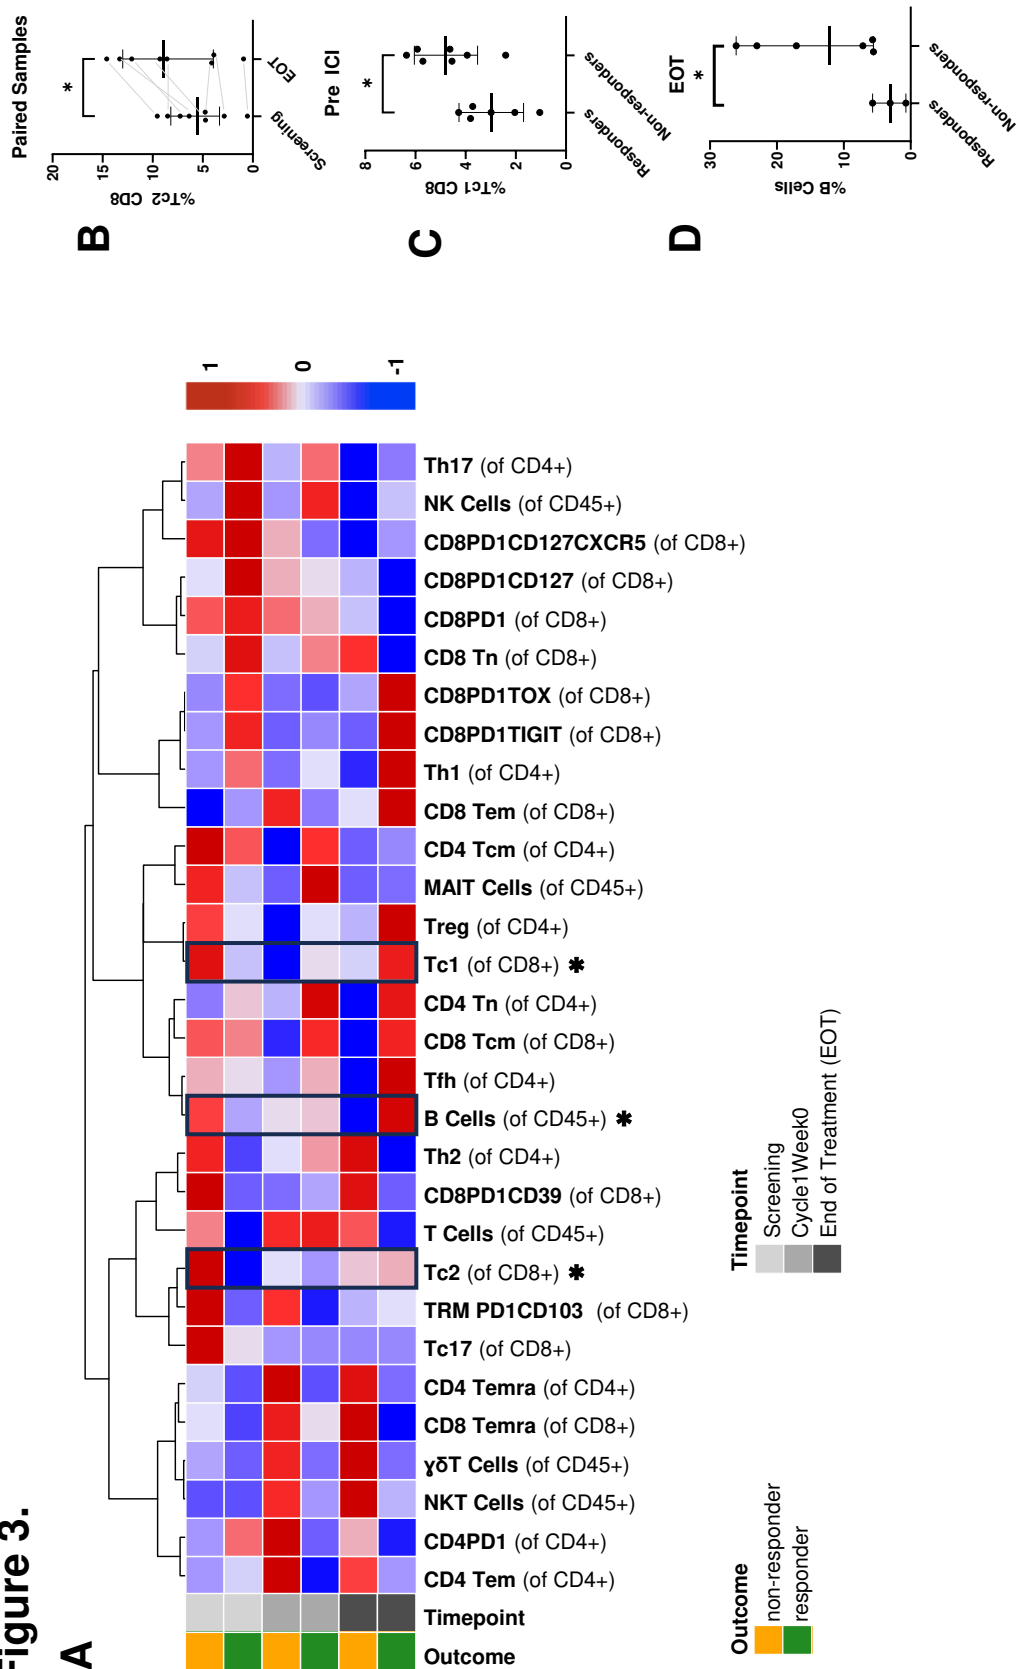 Figure 3.
A
1
0
-1
Th17 (of CD4+)
NK Cells (of CD45+)
CD8PD1CD127CXCR5 (of CD8+)
CD8PD1CD127 (of CD8+)
CD8PD1 (of CD8+)
CD8 Tn (of CD8+)
CD8PD1TOX (of CD8+)
CD8PD1TIGIT (of CD8+)
Th1 (of CD4+)
CD8 Tem (of CD8+)
CD4 Tcm (of CD4+)
MAIT Cells (of CD45+)
Treg (of CD4+)
Tc1 (of CD8+) ✱
CD4 Tn (of CD4+)
CD8 Tcm (of CD8+)
Tfh (of CD4+)
B Cells (of CD45+) ✱
Th2 (of CD4+)
CD8PD1CD39 (of CD8+)
T Cells (of CD45+)
Tc2 (of CD8+) ✱
TRM PD1CD103 (of CD8+)
Tc17 (of CD8+)
CD4 Temra (of CD4+)
CD8 Temra (of CD8+)
γδT Cells (of CD45+)
NKT Cells (of CD45+)
CD4PD1 (of CD4+)
CD4 Tem (of CD4+)
Timepoint
Outcome
Outcome
non-responder
responder
Timepoint
Screening
Cycle1Week0
End of Treatment (EOT)
B
Paired Samples
*
%Tc2 CD8
20
15
10
5
0
Screening
EOT
C
Pre ICI
*
%Tc1 CD8
8
6
4
2
0
Responders
Non-responders
D
EOT
*
%B Cells
30
20
10
0
Responders
Non-responders